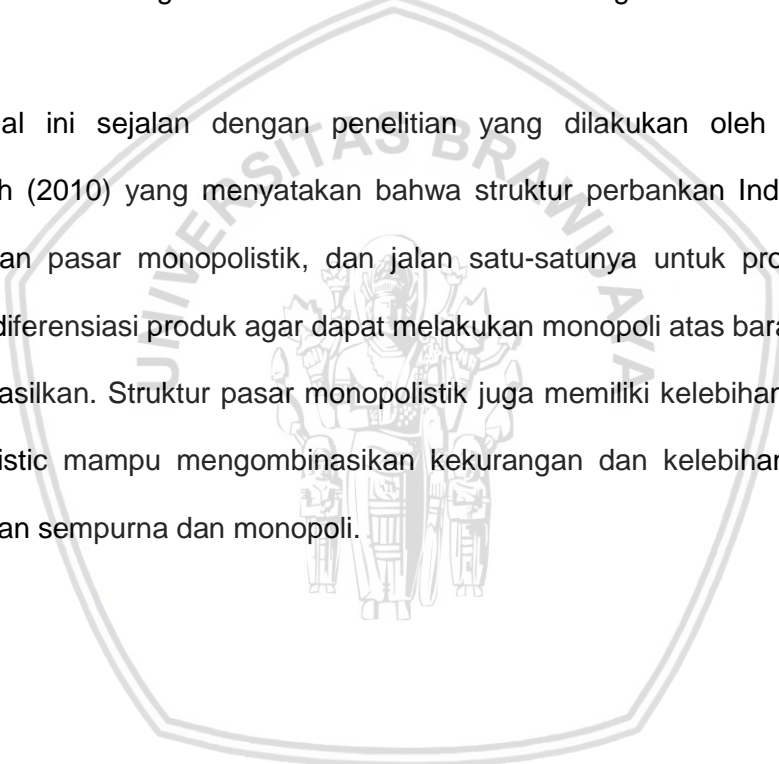 al ini sejalan dengan penelitian yang dilakukan oleh
h (2010) yang menyatakan bahwa struktur perbankan Ind
an pasar monopolistik, dan jalan satu-satunya untuk pro
diferensiasi produk agar dapat melakukan monopoli atas bara
asilkan. Struktur pasar monopolistik juga memiliki kelebihan
istic mampu mengombinasikan kekurangan dan kelebihan
an sempurna dan monopoli.
UNIVERSITAS BRAWIJAYA